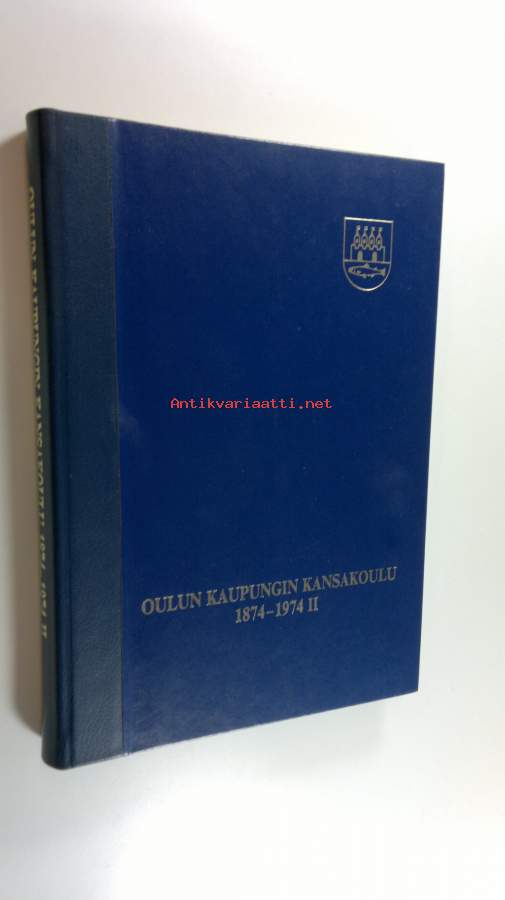 Antikvariaatti.net
OULUN KAUPUNGIN KANSAKOULU
1874–1974 II
OULUN KAUPUNGIN KANSAKOULU 1874-1974 II